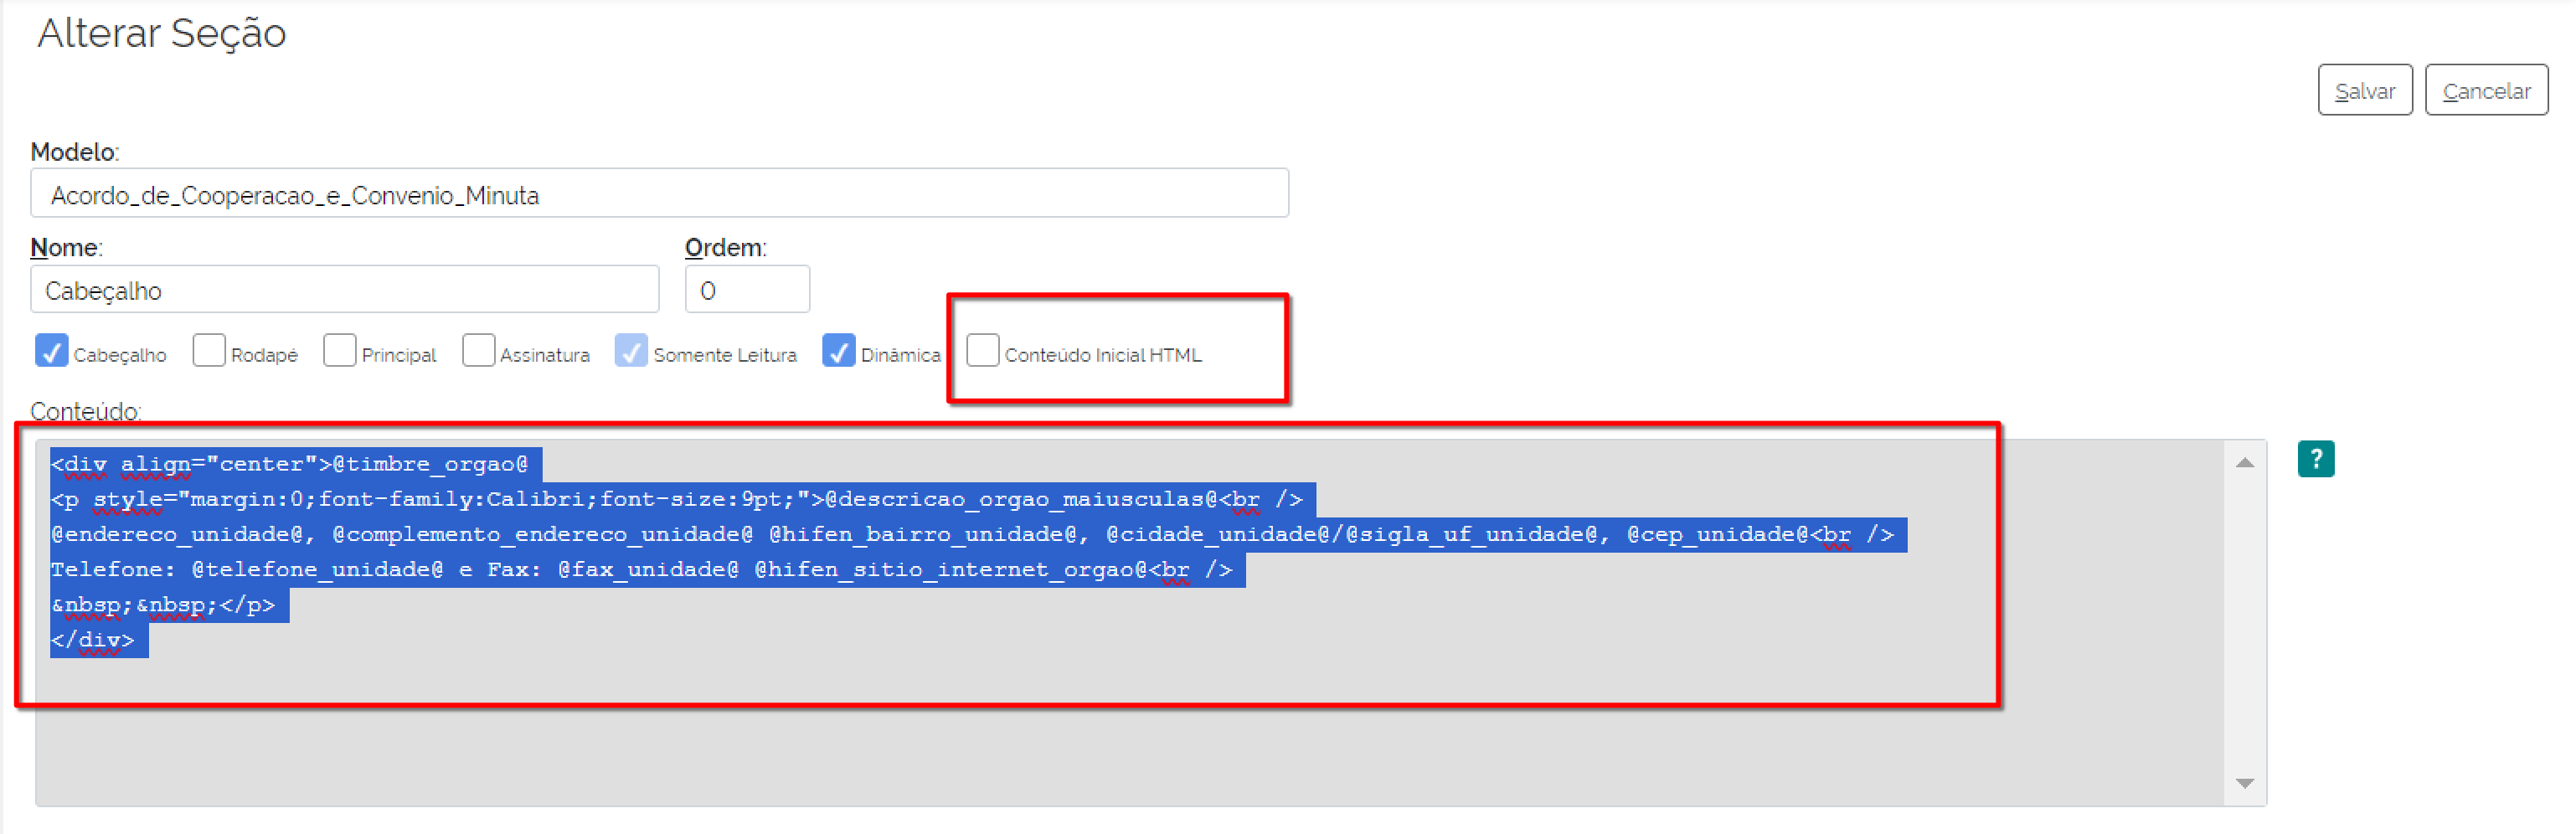 Alterar Seção
Salvar Cancelar
Modelo:
Acordo_de_Cooperacao_e_Convenio_Minuta
Nome: Ordem:
Cabeçalho 0
Cabeçalho Rodapé Principal Assinatura Somente Leitura Dinâmica Conteúdo Inicial HTML
Conteúdo:
<div align="center">@timbre_orgao@
<p style="margin:0;font-family:Calibri;font-size:9pt;">@descricao_orgao_maiusculas@<br />
@endereco_unidade@, @complemento_endereco_unidade@ @hifen_bairro_unidade@, @cidade_unidade@/@sigla_uf_unidade@, @cep_unidade@<br />
Telefone: @telefone_unidade@ e Fax: @fax_unidade@ @hifen_sitio_internet_orgao@<br />
&nbsp;&nbsp;</p>
</div>
?